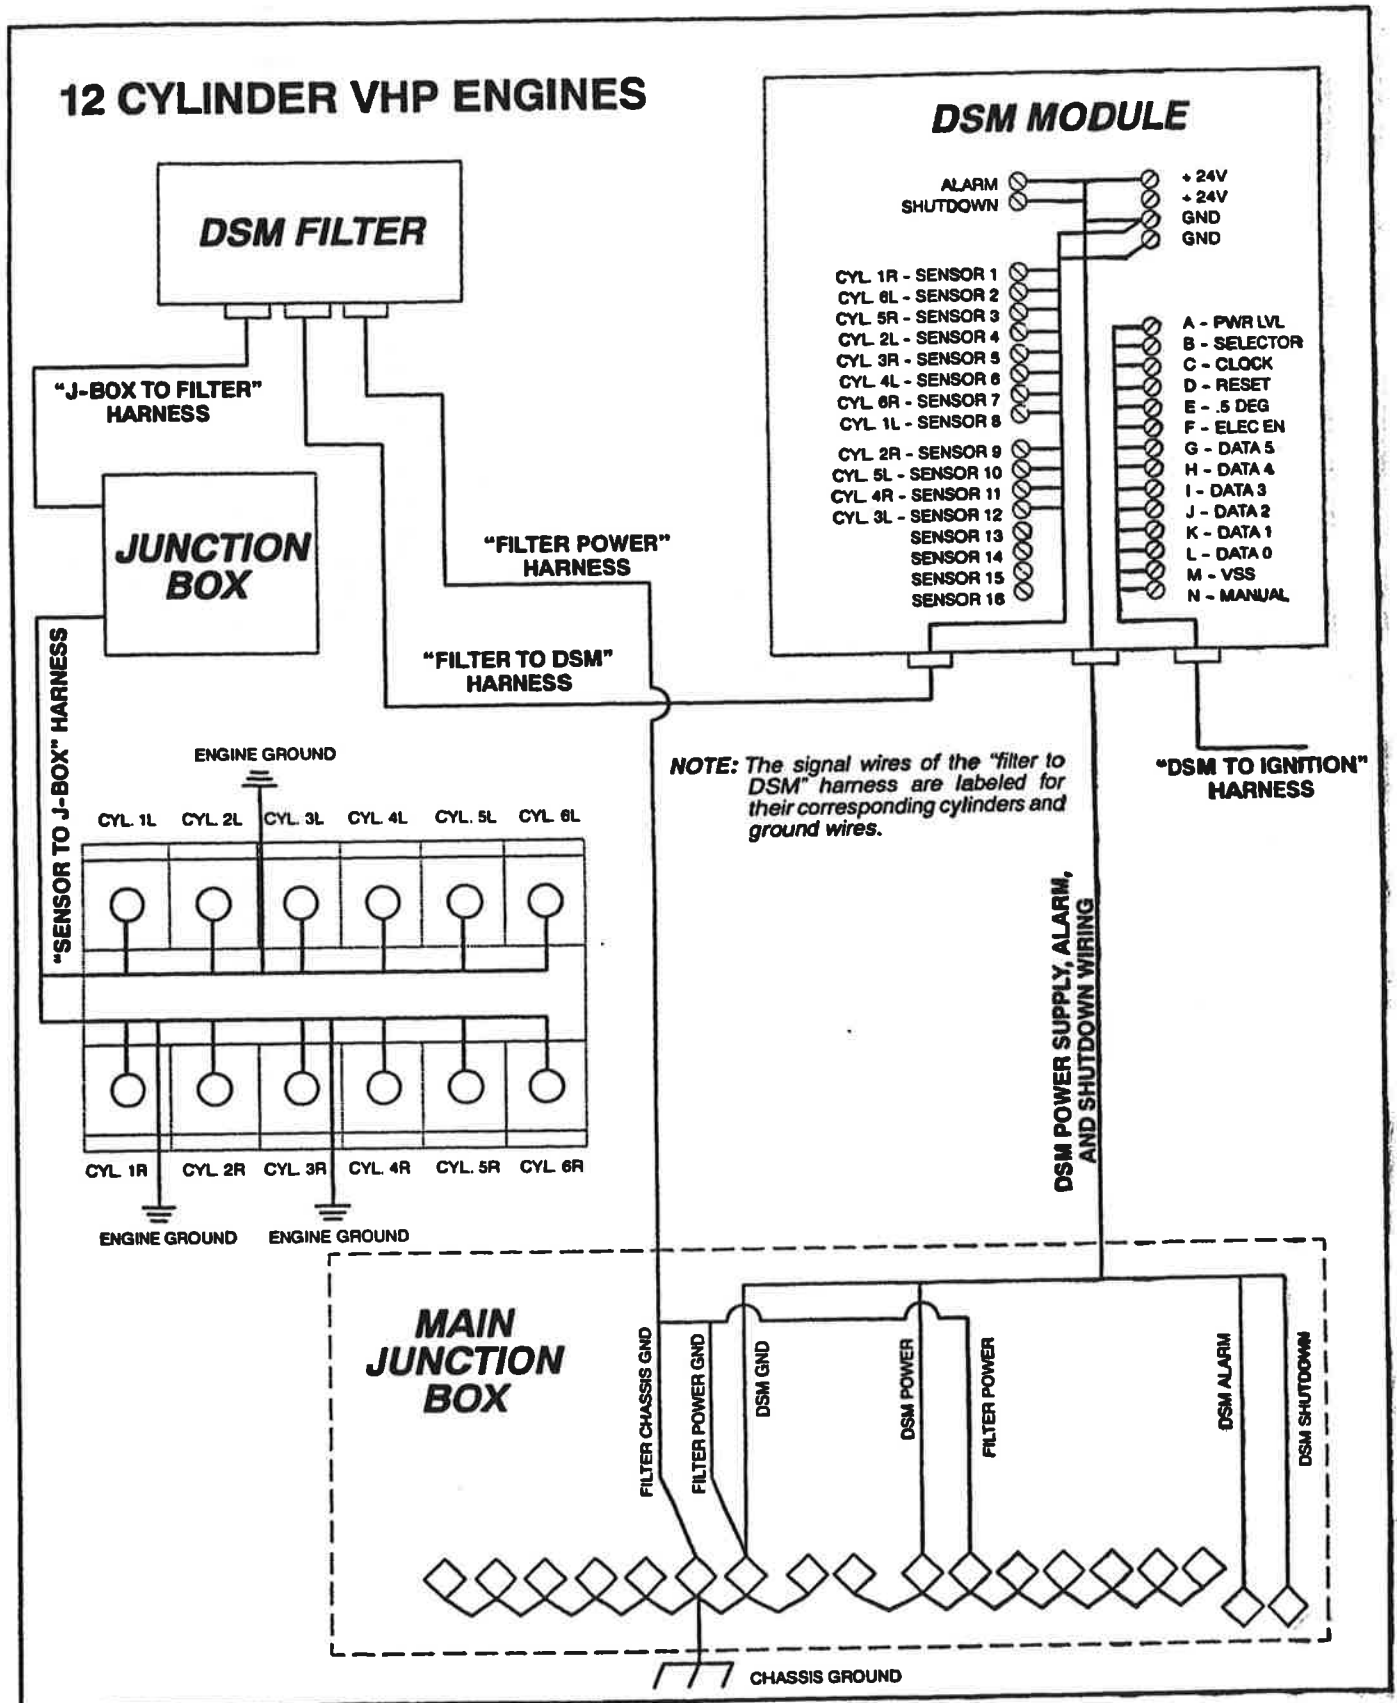 12 CYLINDER VHP ENGINES
DSM MODULE
DSM FILTER
ALARM
SHUTDOWN
+ 24V
+ 24V
GND
GND
CYL. 1R - SENSOR 1
CYL. 6L - SENSOR 2
CYL. 5R - SENSOR 3
CYL. 2L - SENSOR 4
CYL. 3R - SENSOR 5
CYL. 4L - SENSOR 6
CYL. 6R - SENSOR 7
CYL. 1L - SENSOR 8
CYL. 2R - SENSOR 9
CYL. 5L - SENSOR 10
CYL. 4R - SENSOR 11
CYL. 3L - SENSOR 12
SENSOR 13
SENSOR 14
SENSOR 15
SENSOR 16
A - PWR LVL
B - SELECTOR
C - CLOCK
D - RESET
E - .5 DEG
F - ELEC EN
G - DATA 5
H - DATA 4
I - DATA 3
J - DATA 2
K - DATA 1
L - DATA 0
M - VSS
N - MANUAL
"J-BOX TO FILTER"
HARNESS
JUNCTION
BOX
"FILTER POWER"
HARNESS
"FILTER TO DSM"
HARNESS
"SENSOR TO J-BOX" HARNESS
"DSM TO IGNITION"
HARNESS
NOTE: The signal wires of the "filter to
DSM" harness are labeled for
their corresponding cylinders and
ground wires.
ENGINE GROUND
CYL. 1L
CYL. 2L
CYL. 3L
CYL. 4L
CYL. 5L
CYL. 6L
CYL. 1R
CYL. 2R
CYL. 3R
CYL. 4R
CYL. 5R
CYL. 6R
ENGINE GROUND
ENGINE GROUND
DSM POWER SUPPLY, ALARM,
AND SHUTDOWN WIRING
MAIN
JUNCTION
BOX
FILTER CHASSIS GND
FILTER POWER GND
DSM GND
DSM POWER
FILTER POWER
DSM ALARM
DSM SHUTDOWN
CHASSIS GROUND